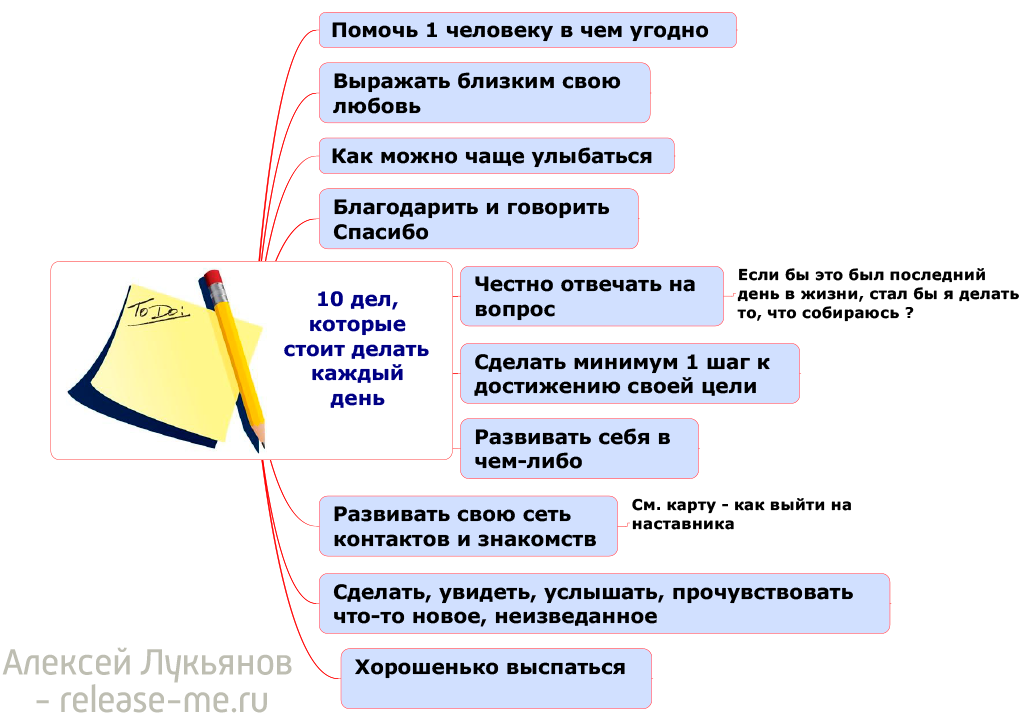 Помочь 1 человеку в чем угодно
Выражать близким свою
любовь
Как можно чаще улыбаться
Благодарить и говорить
Спасибо
To Do:
10 дел,
которые
стоит делать
каждый
день
Честно отвечать на
вопрос
Если бы это был последний
день в жизни, стал бы я делать
то, что собираюсь ?
Сделать минимум 1 шаг к
достижению своей цели
Развивать себя в
чем-либо
Развивать свою сеть
контактов и знакомств
См. карту - как выйти на
наставника
Сделать, увидеть, услышать, прочувствовать
что-то новое, неизведанное
Хорошенько выспаться
Алексей Лукьянов
- release-me.ru